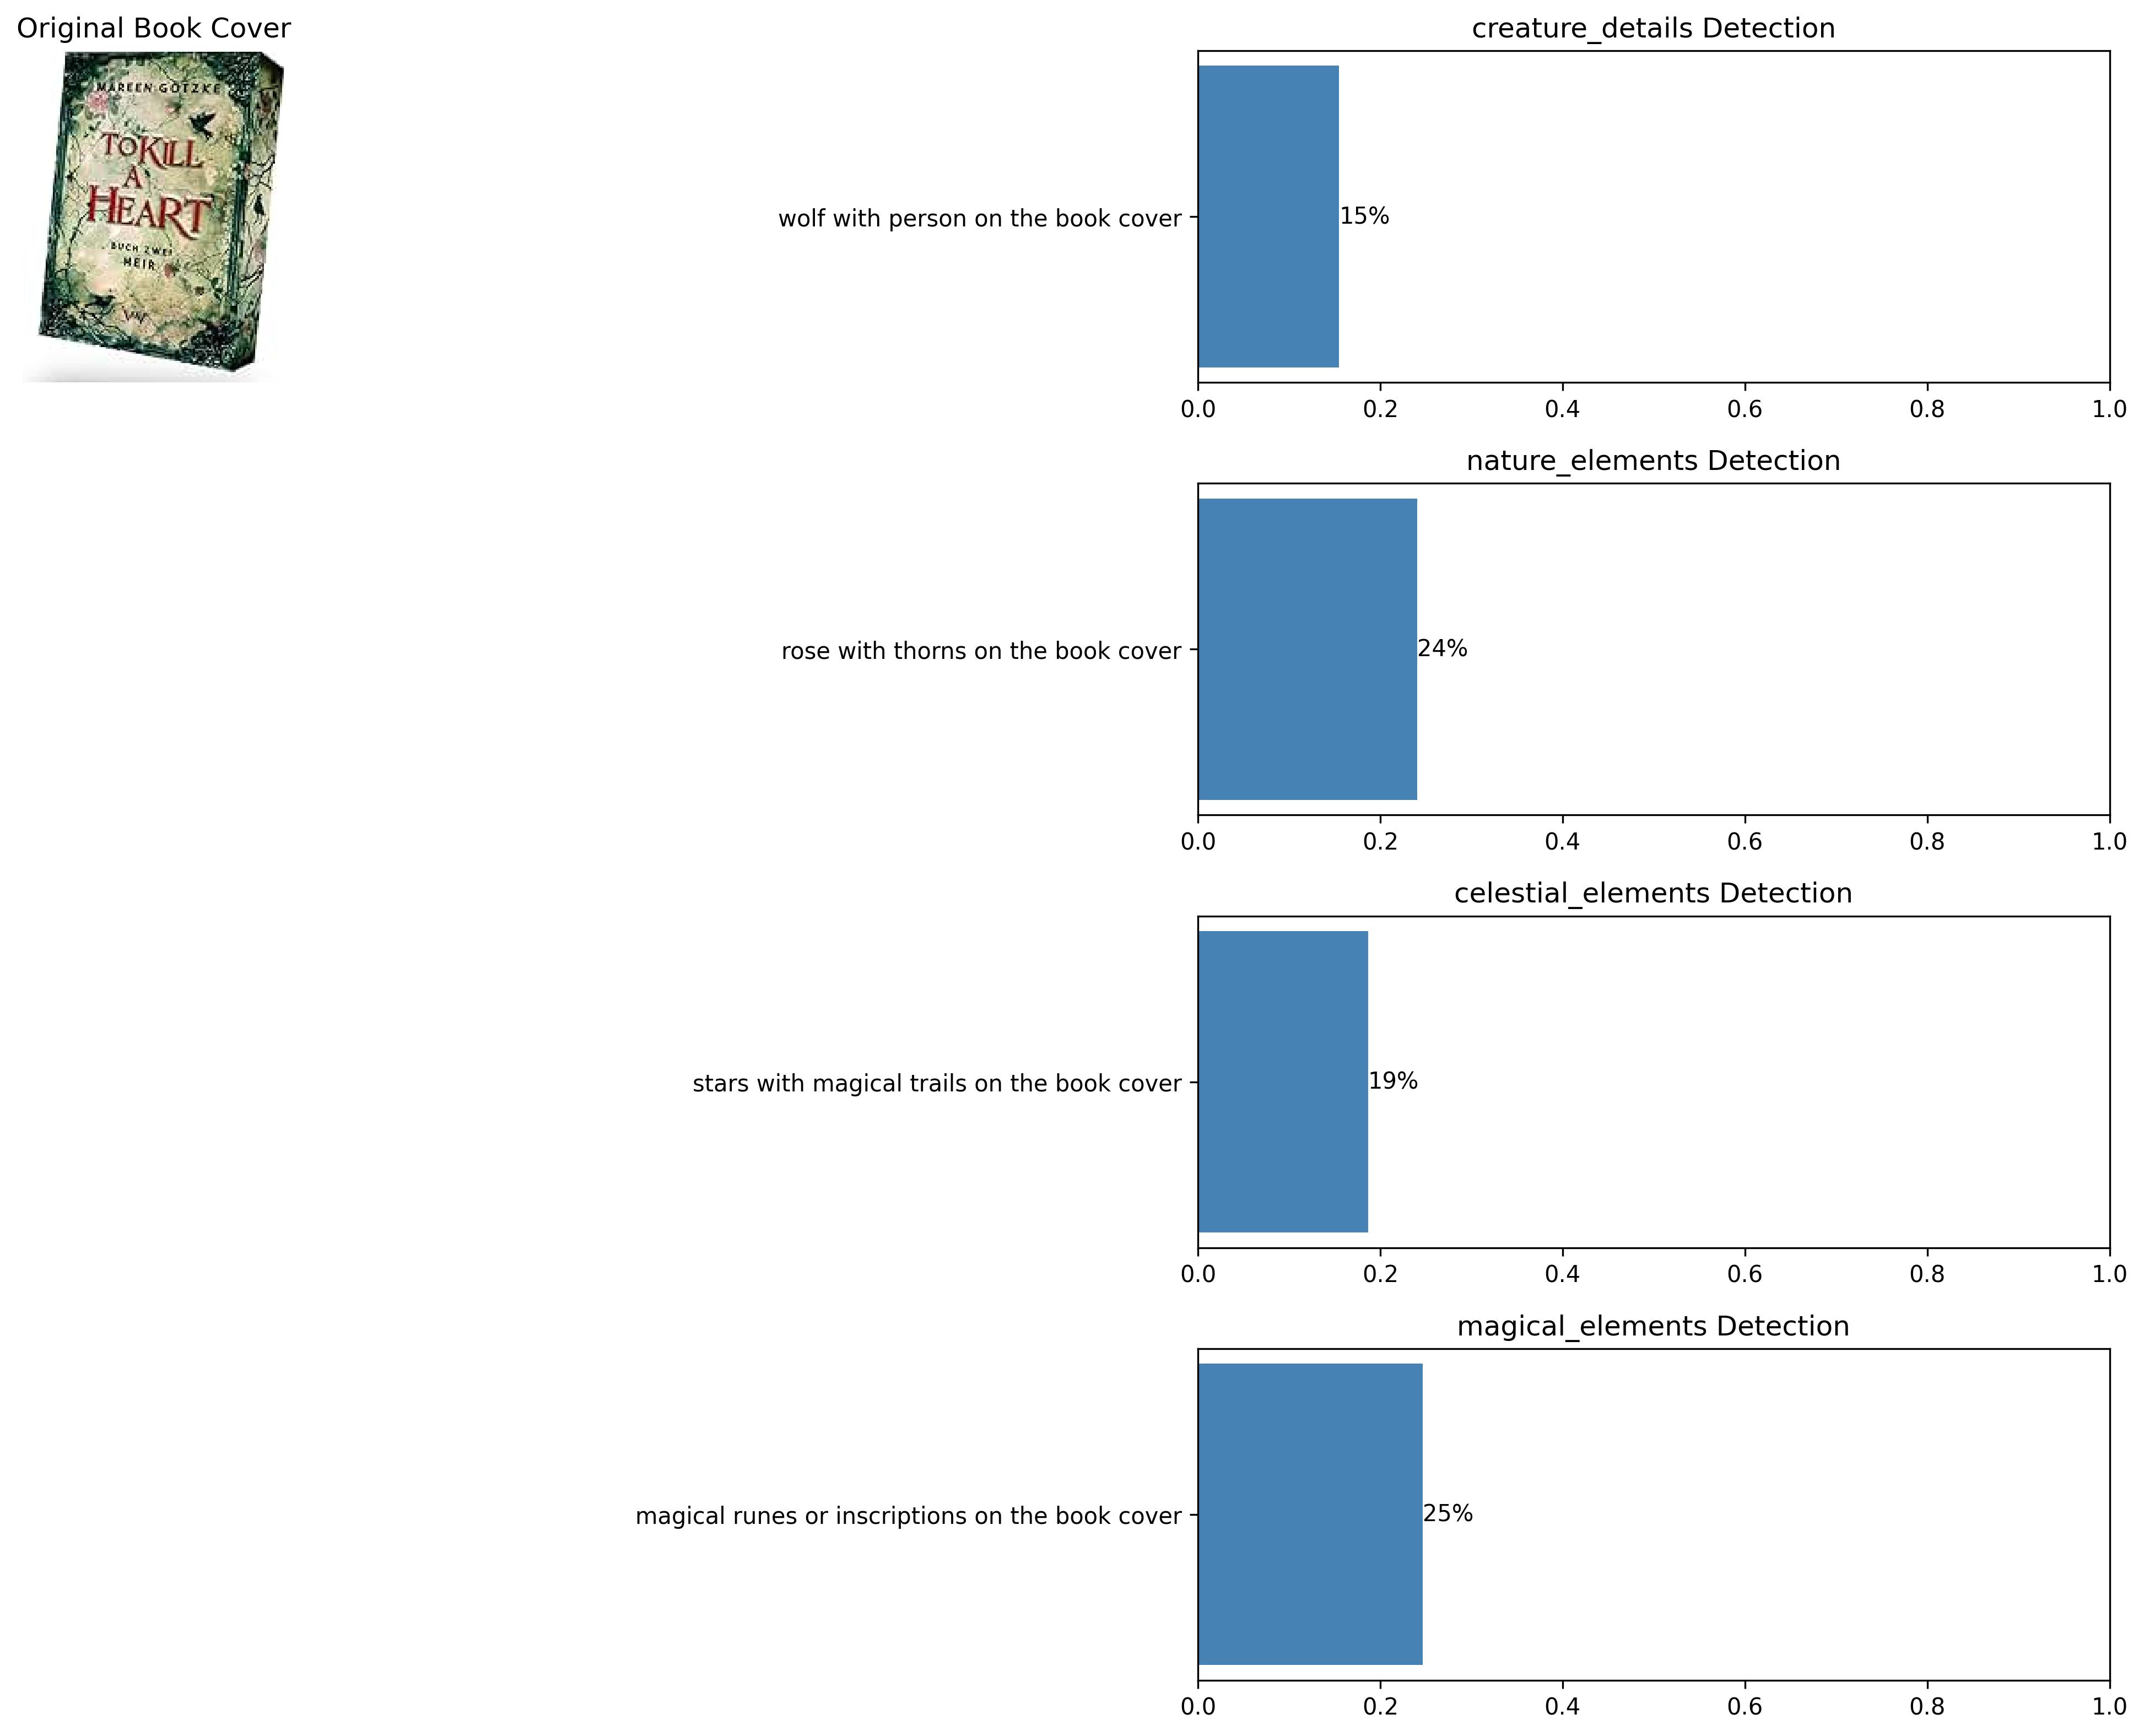 Original Book Cover
MAREEN GÖTZKE
TO KILL
A
HEART
BUCH ZWEI
creature_details Detection
wolf with person on the book cover
15%
0.0 0.2 0.4 0.6 0.8 1.0
nature_elements Detection
rose with thorns on the book cover
24%
0.0 0.2 0.4 0.6 0.8 1.0
celestial_elements Detection
stars with magical trails on the book cover
19%
0.0 0.2 0.4 0.6 0.8 1.0
magical_elements Detection
magical runes or inscriptions on the book cover
25%
0.0 0.2 0.4 0.6 0.8 1.0